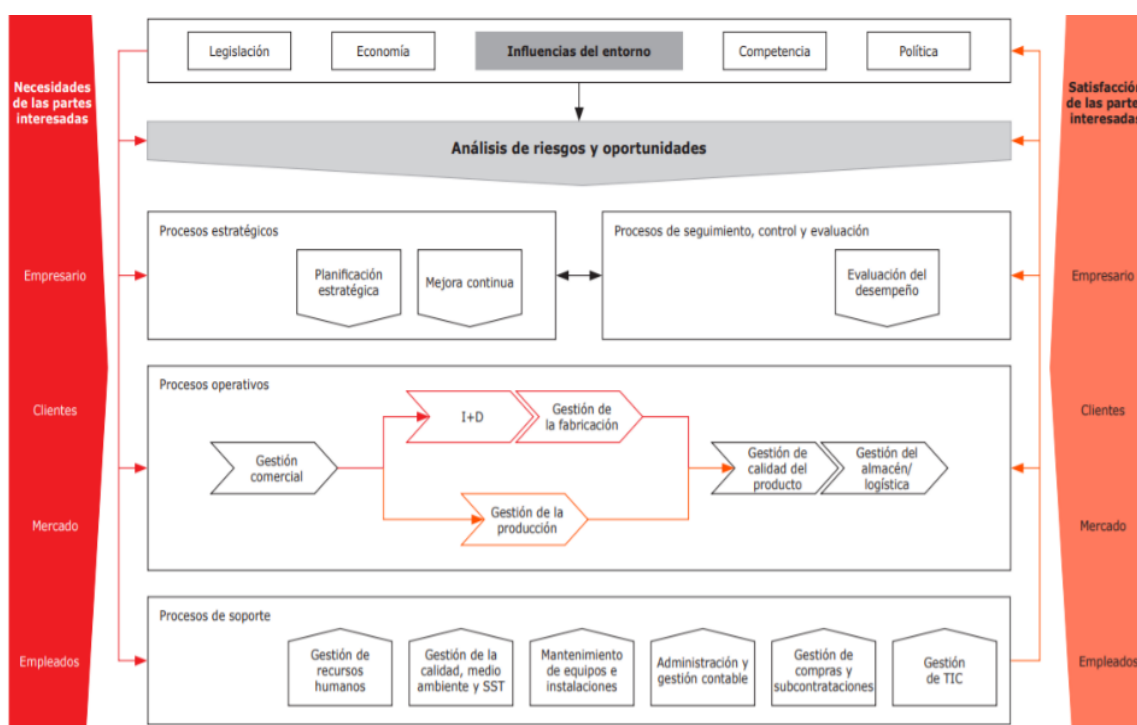 Legislación
Economía
Influencias del entorno
Competencia
Política
Necesidades
de las partes
interesadas
Satisfacción
de las partes
interesadas
Análisis de riesgos y oportunidades
Procesos estratégicos
Planificación
estratégica
Mejora continua
Procesos de seguimiento, control y evaluación
Evaluación del
desempeño
Empresario
Empresario
Procesos operativos
Gestión
comercial
I+D
Gestión de
la fabricación
Gestión de la
producción
Gestión de
calidad del
producto
Gestión del
almacén/
logística
Clientes
Clientes
Mercado
Mercado
Procesos de soporte
Gestión de
recursos
humanos
Gestión de la
calidad, medio
ambiente y SST
Mantenimiento
de equipos e
instalaciones
Administración y
gestión contable
Gestión de
compras y
subcontrataciones
Gestión
de TIC
Empleados
Empleados